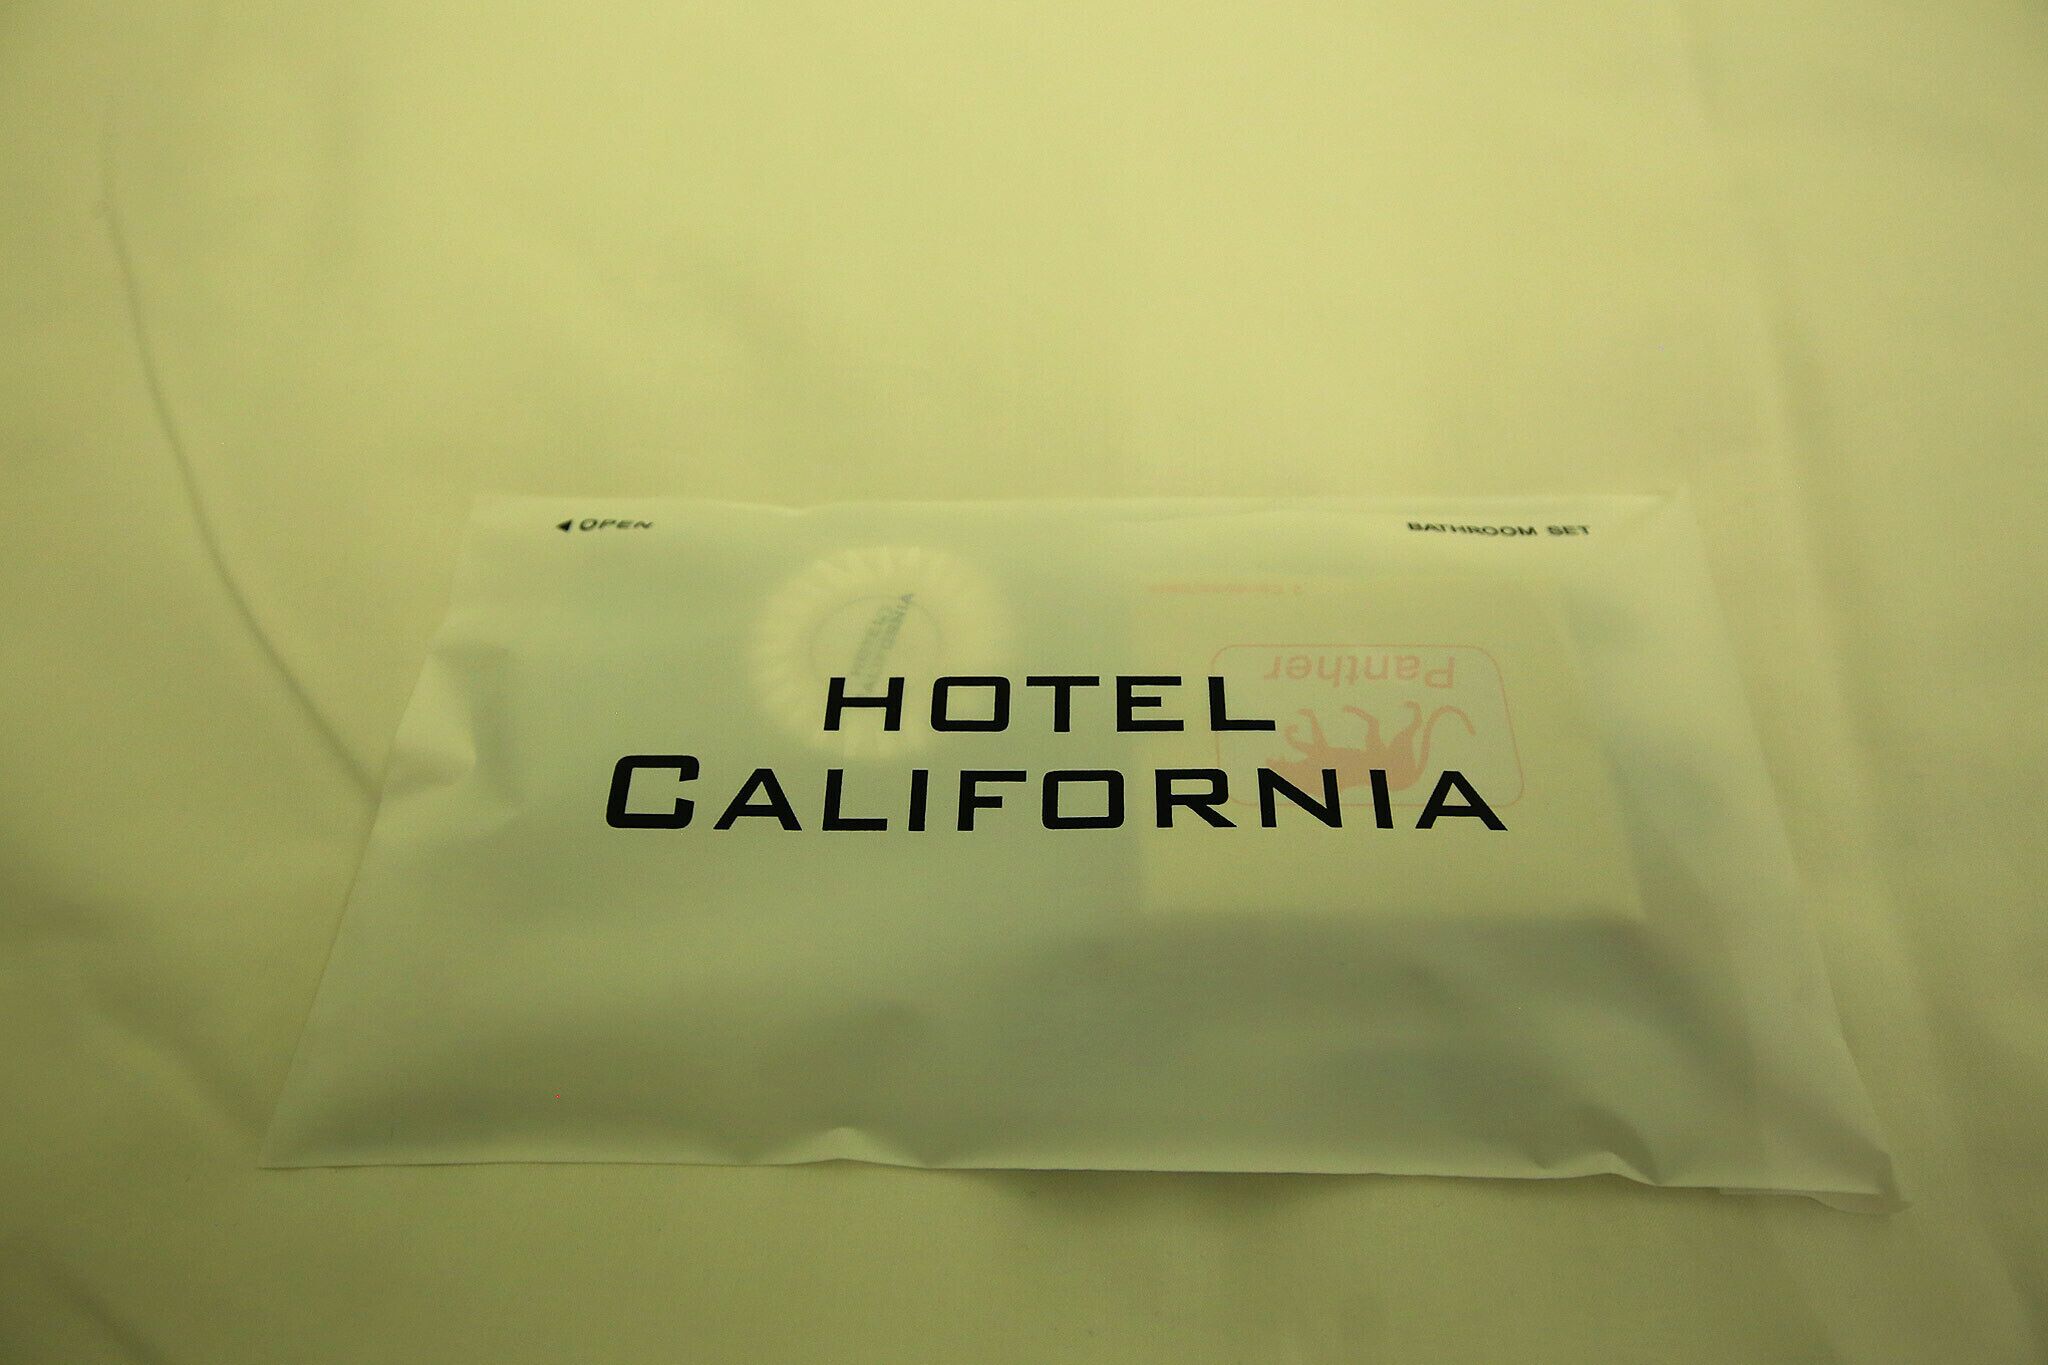 ◀ OPEN
BATHROOM SET
HOTEL
CALIFORNIA
Panther